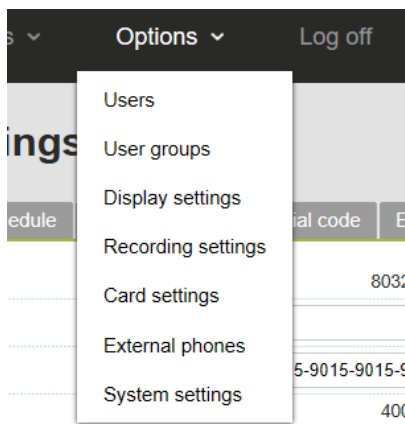 s Options Log off
Users
ings
User groups
Display settings
edule ial code E
Recording settings
8032
Card settings
External phones
5-9015-9015-9
System settings
400